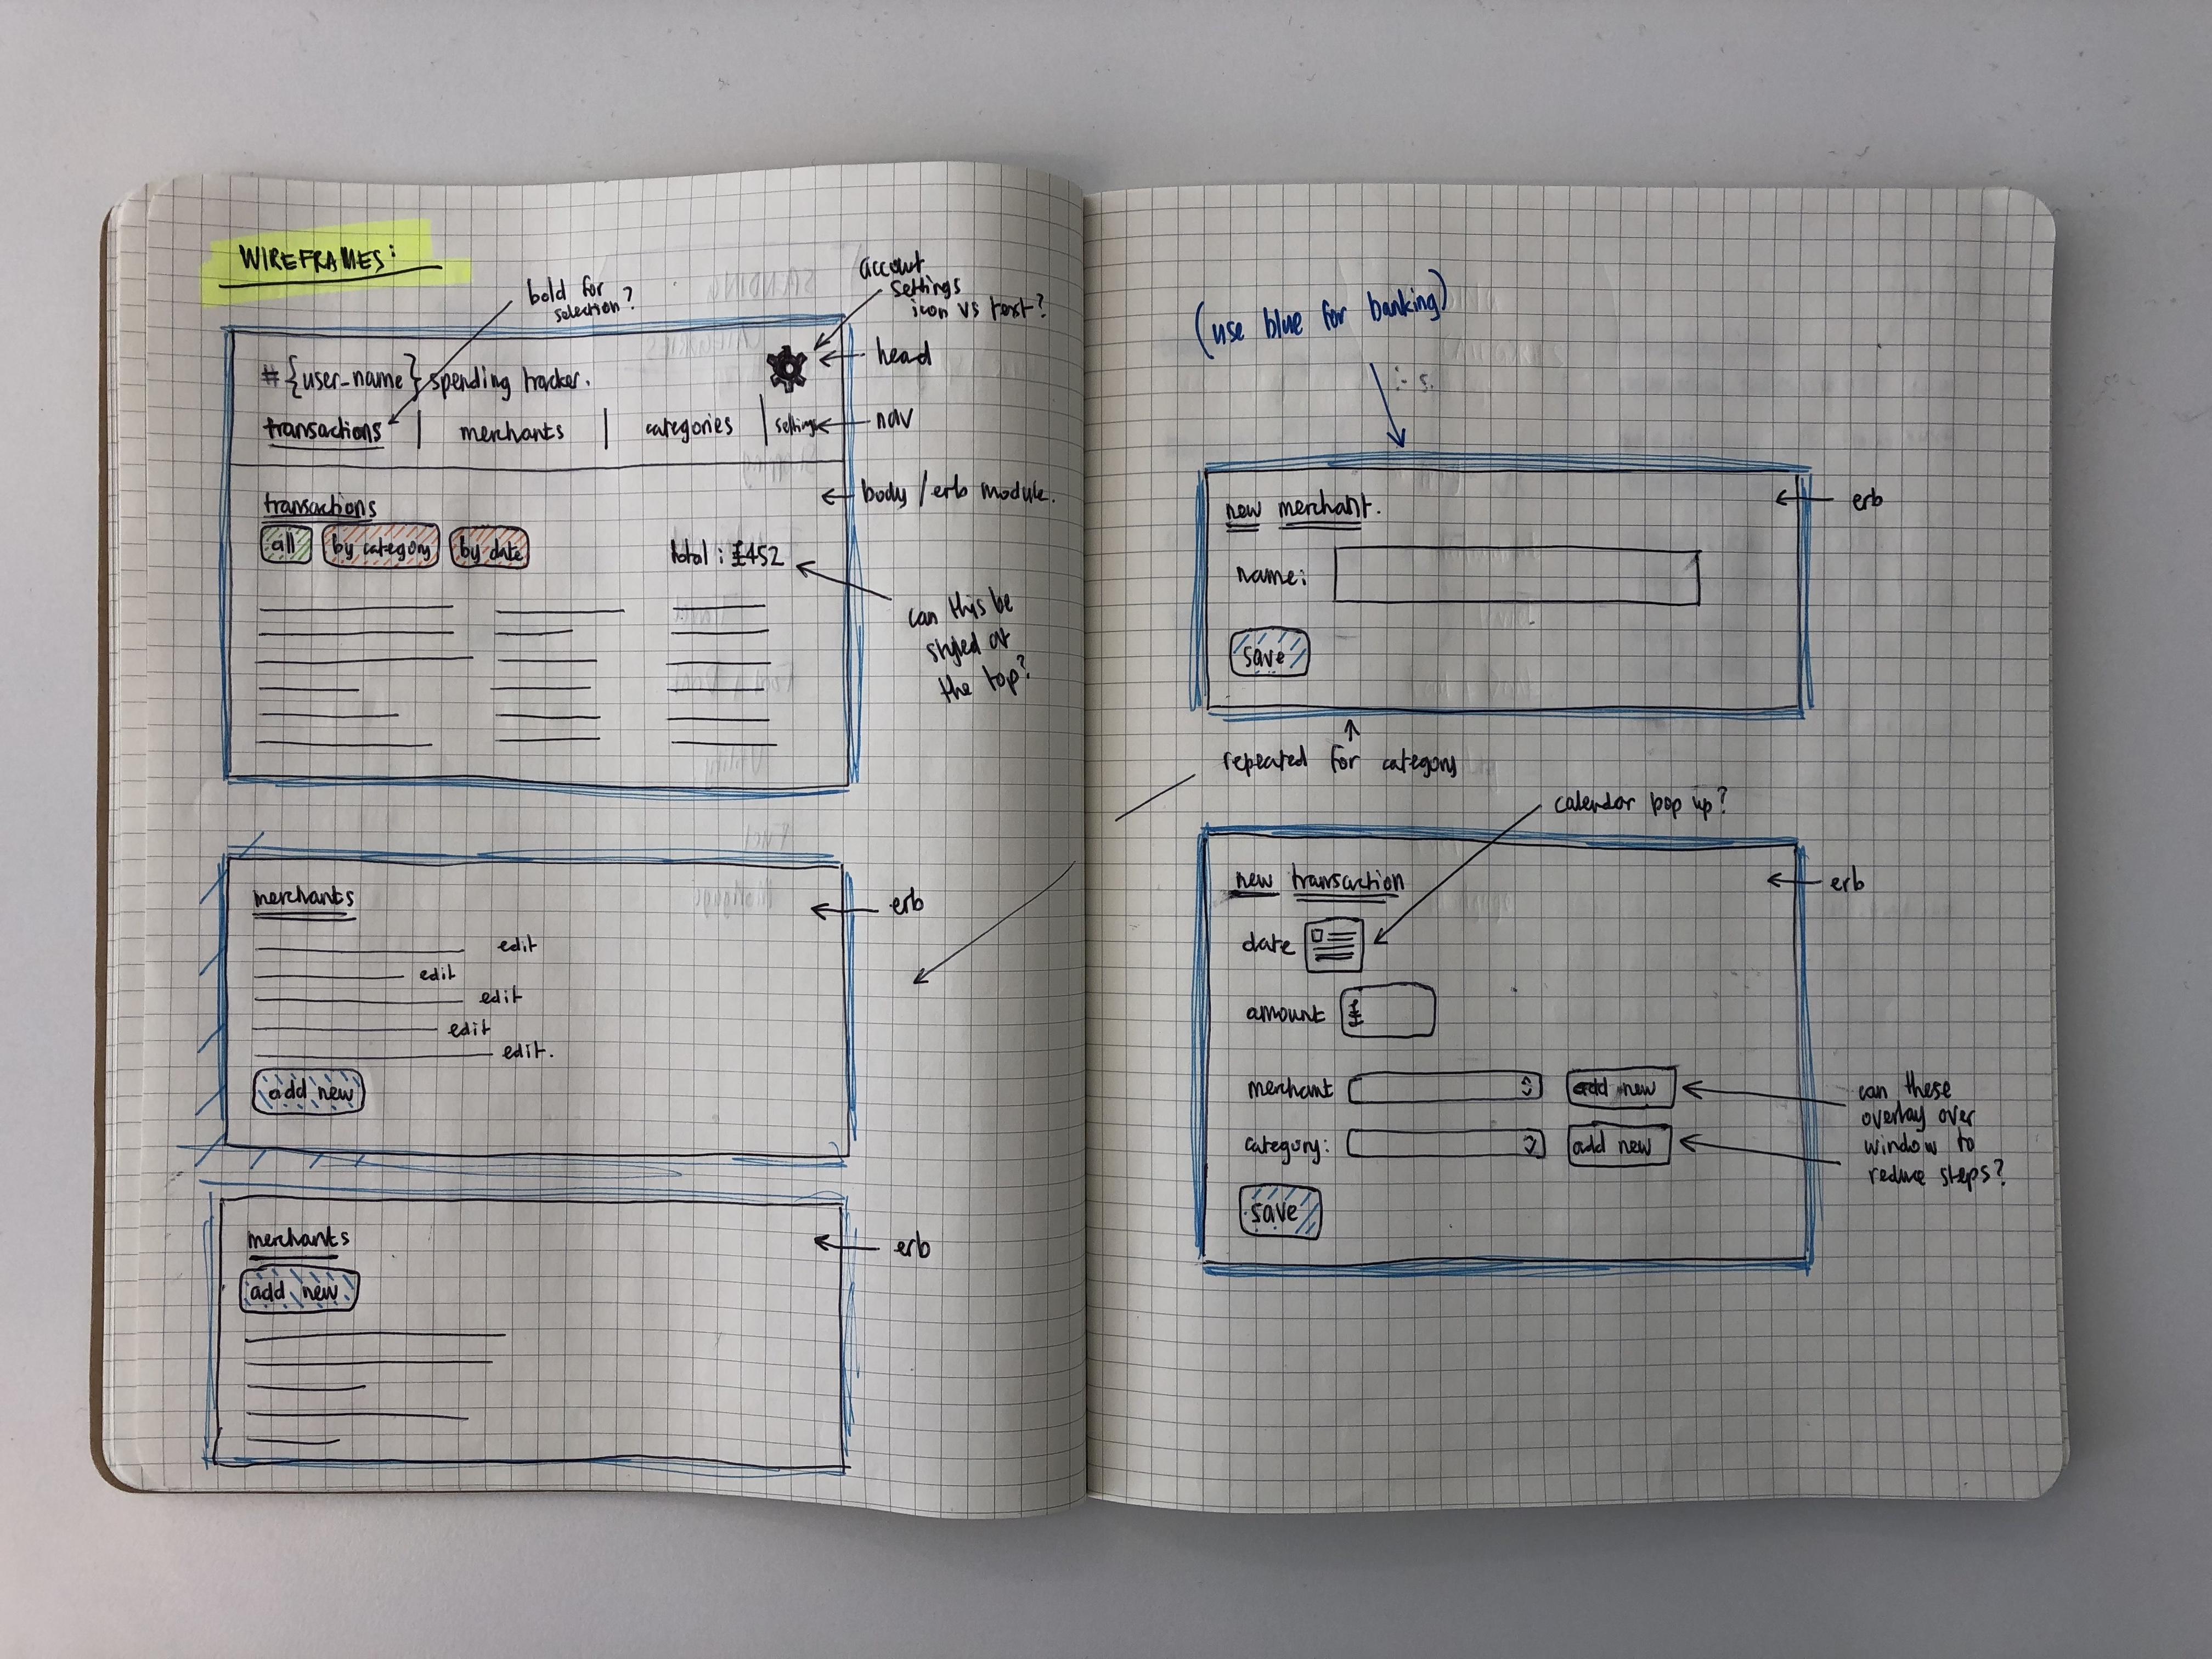 WIREFRAMES:
bold for
selection?
account
settings
icon vs text?
#{user_name} spending tracker.
head
transactions | merchants | categories | settings
nav
body / erb module.
transactions
all by category by date
total : £452
can this be
styled at
the top?
merchants
erb
edit
edit
edit
edit
edit.
add new
merchants
erb
add new
(use blue for banking)
new merchant.
erb
name:
save
repeated for category
calendar pop up?
new transaction
erb
date
amount £
merchant add new
category: add new
can these
overlay over
window to
reduce steps?
save